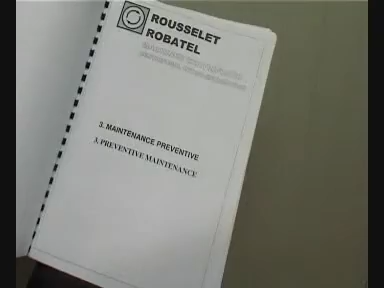 ROUSSELET
ROBATEL
3. MAINTENANCE PREVENTIVE
3. PREVENTIVE MAINTENANCE